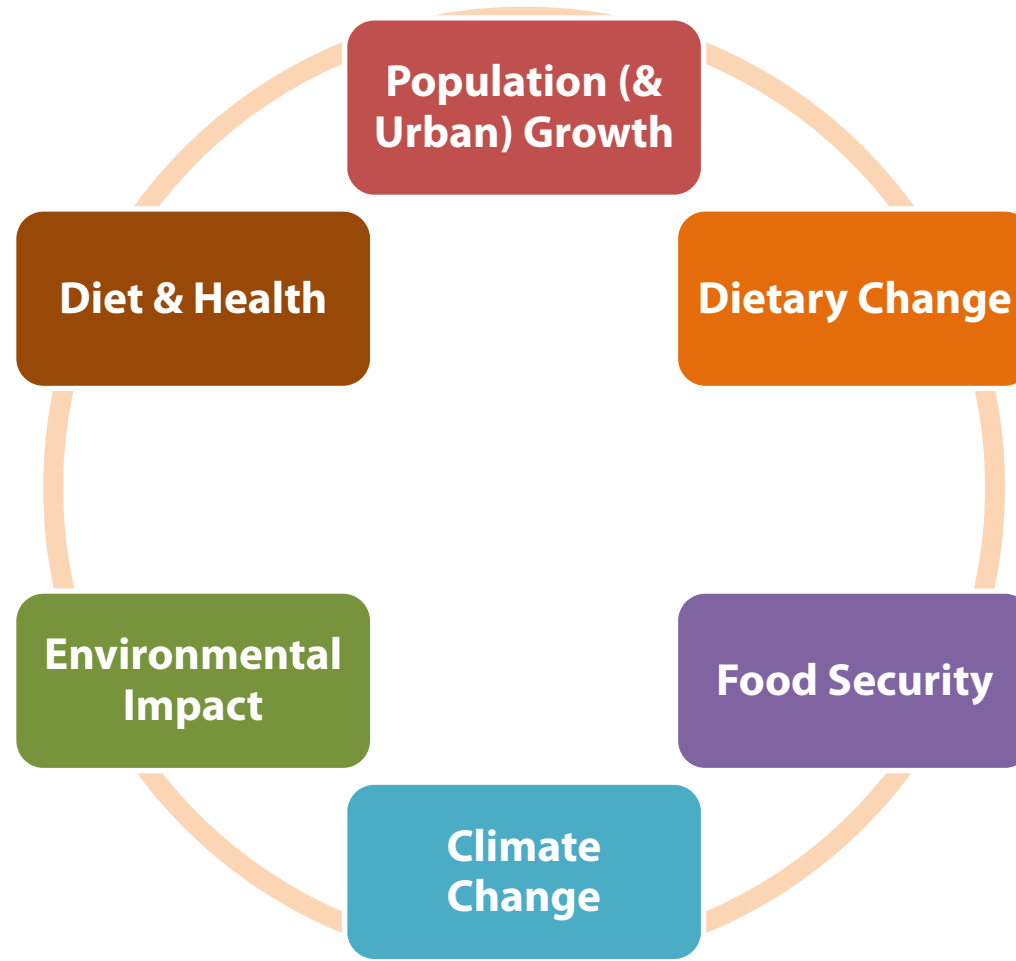 Population (&
Urban) Growth
Diet & Health
Dietary Change
Environmental
Impact
Food Security
Climate
Change